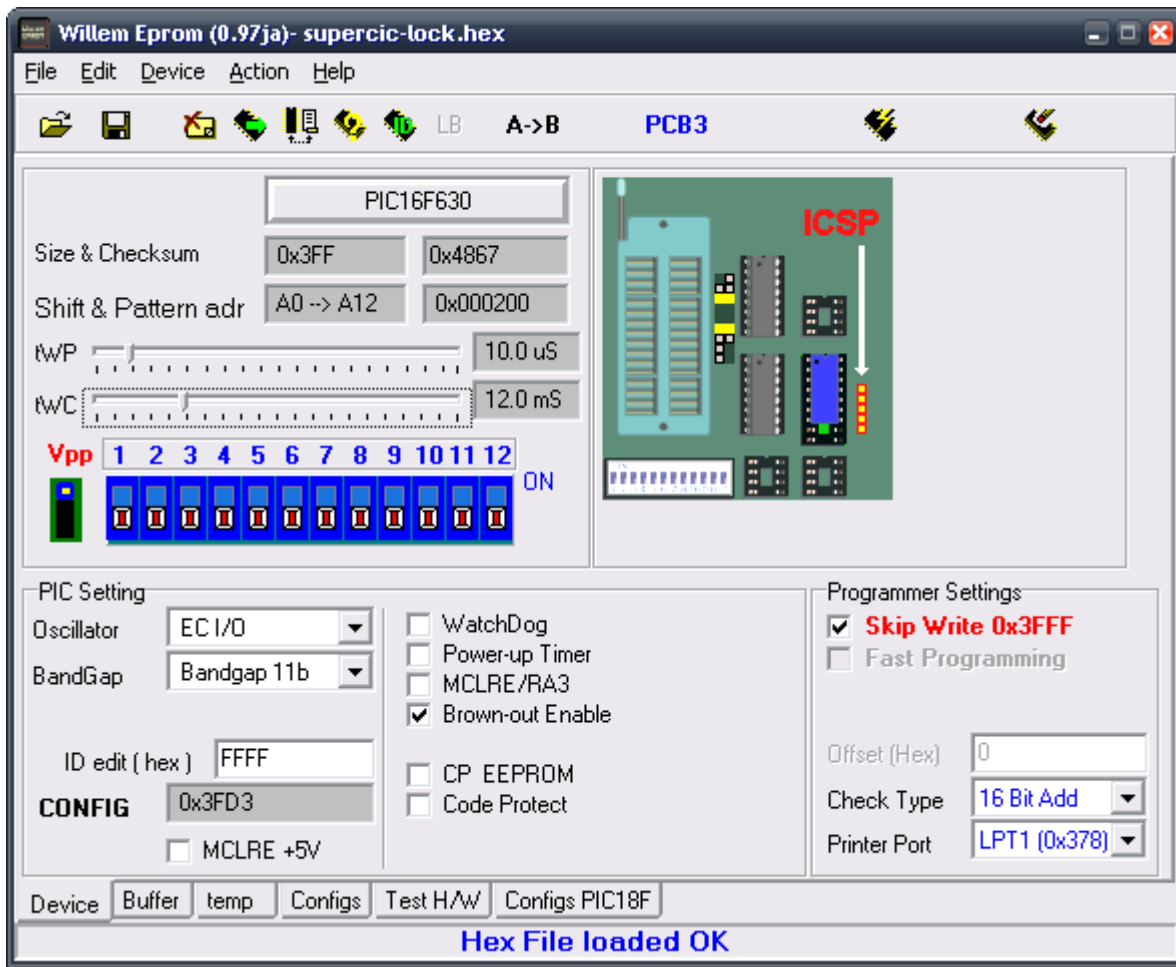 Willem Eprom (0.97ja)- supercic-lock.hex
File Edit Device Action Help
LB A->B PCB3
PIC16F630
Size & Checksum 0x3FF 0x4867
Shift & Pattern adr A0 --> A12 0x000200
tWP 10.0 uS
tWC 12.0 mS
Vpp 1 2 3 4 5 6 7 8 9 10 11 12
ON
ICSP
PIC Setting
Oscillator EC I/O
BandGap Bandgap 11b
ID edit ( hex ) FFFF
CONFIG 0x3FD3
MCLRE +5V
WatchDog
Power-up Timer
MCLRE/RA3
Brown-out Enable
CP EEPROM
Code Protect
Programmer Settings
Skip Write 0x3FFF
Fast Programming
Offset (Hex) 0
Check Type 16 Bit Add
Printer Port LPT1 (0x378)
Device Buffer temp Configs Test H/W Configs PIC18F
Hex File loaded OK